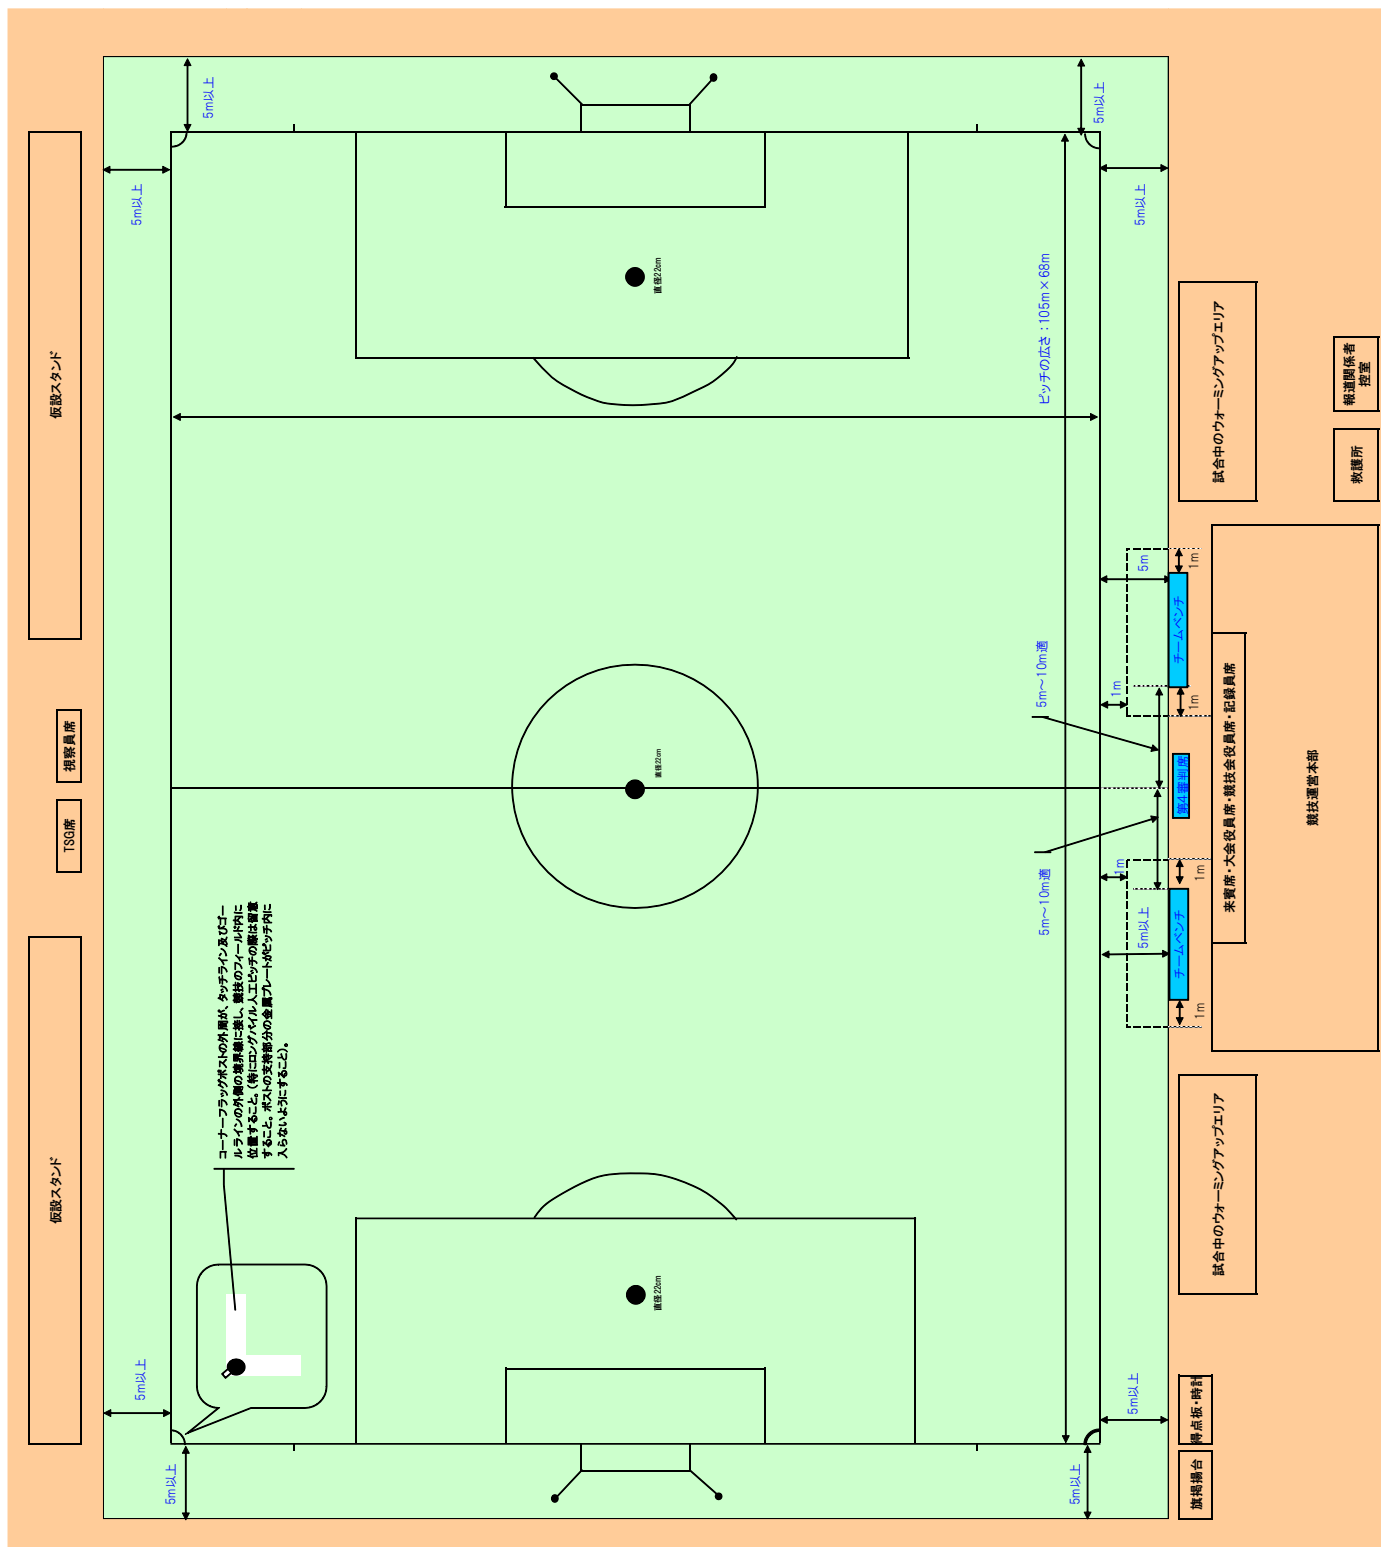 5m以上
5m以上
5m以上
5m以上
仮設スタンド
視察員席
TSG席
仮設スタンド
直径22cm
ピッチの広さ：105m×68m
試合中のウォーミングアップエリア
報道関係者
控室
救護所
5m
1m
チームベンチ
1m
1m
5m～10m適
第4審判席
直径22cm
来賓席・大会役員席・競技会役員席・記録員席
競技運営本部
5m～10m適
1m
1m
5m以上
チームベンチ
1m
コーナーフラッグポストの外周が、タッチライン及びゴー
ルラインの外側の境界線に接し、競技のフィールド内に
位置すること。（特にロングパイル人工ピッチの際は留意
すること。ポストの支持部分の金属プレートがピッチ内に
入らないようにすること）。
試合中のウォーミングアップエリア
直径22cm
5m以上
5m以上
5m以上
5m以上
得点板・時計
旗掲揚台